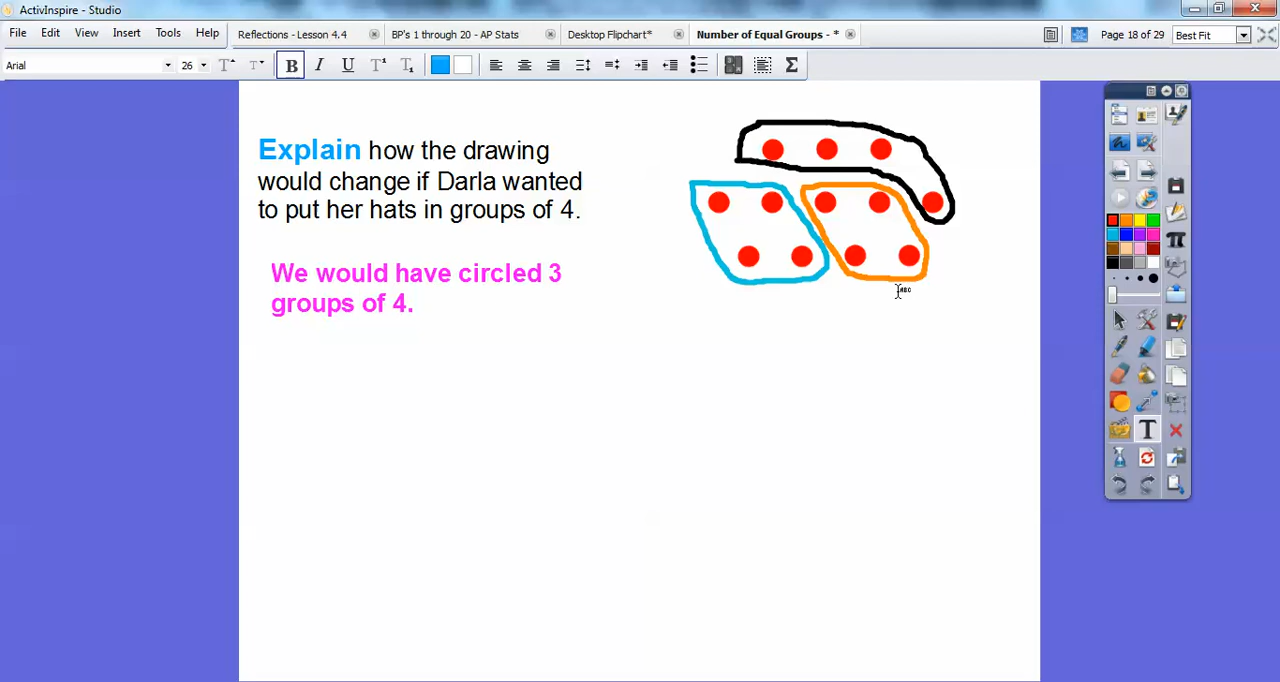 ActivInspire - Studio
File Edit View Insert Tools Help
Reflections - Lesson 4.4
BP's 1 through 20 - AP Stats
Desktop Flipchart*
Number of Equal Groups - *
Page 18 of 29
Best Fit
Arial
26
Explain how the drawing
would change if Darla wanted
to put her hats in groups of 4.
We would have circled 3
groups of 4.
ABC